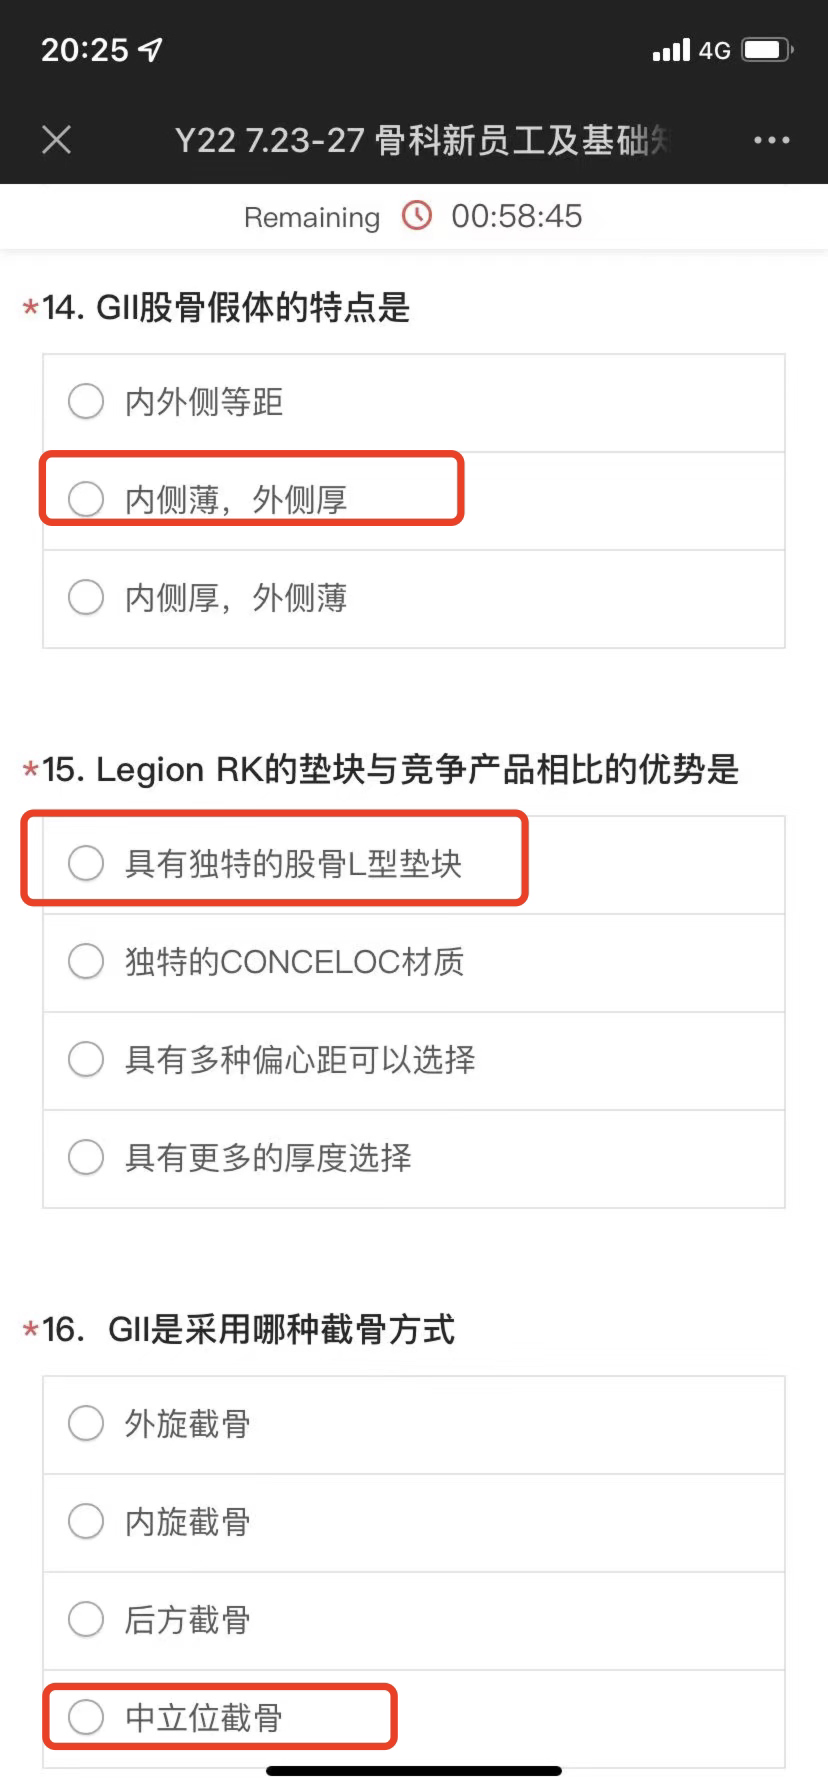 20:25
4G
Y22 7.23-27 骨科新员工及基础知
Remaining 00:58:45
*14. GII股骨假体的特点是
内外侧等距
内侧薄，外侧厚
内侧厚，外侧薄
*15. Legion RK的垫块与竞争产品相比的优势是
具有独特的股骨L型垫块
独特的CONCELOC材质
具有多种偏心距可以选择
具有更多的厚度选择
*16. GII是采用哪种截骨方式
外旋截骨
内旋截骨
后方截骨
中立位截骨